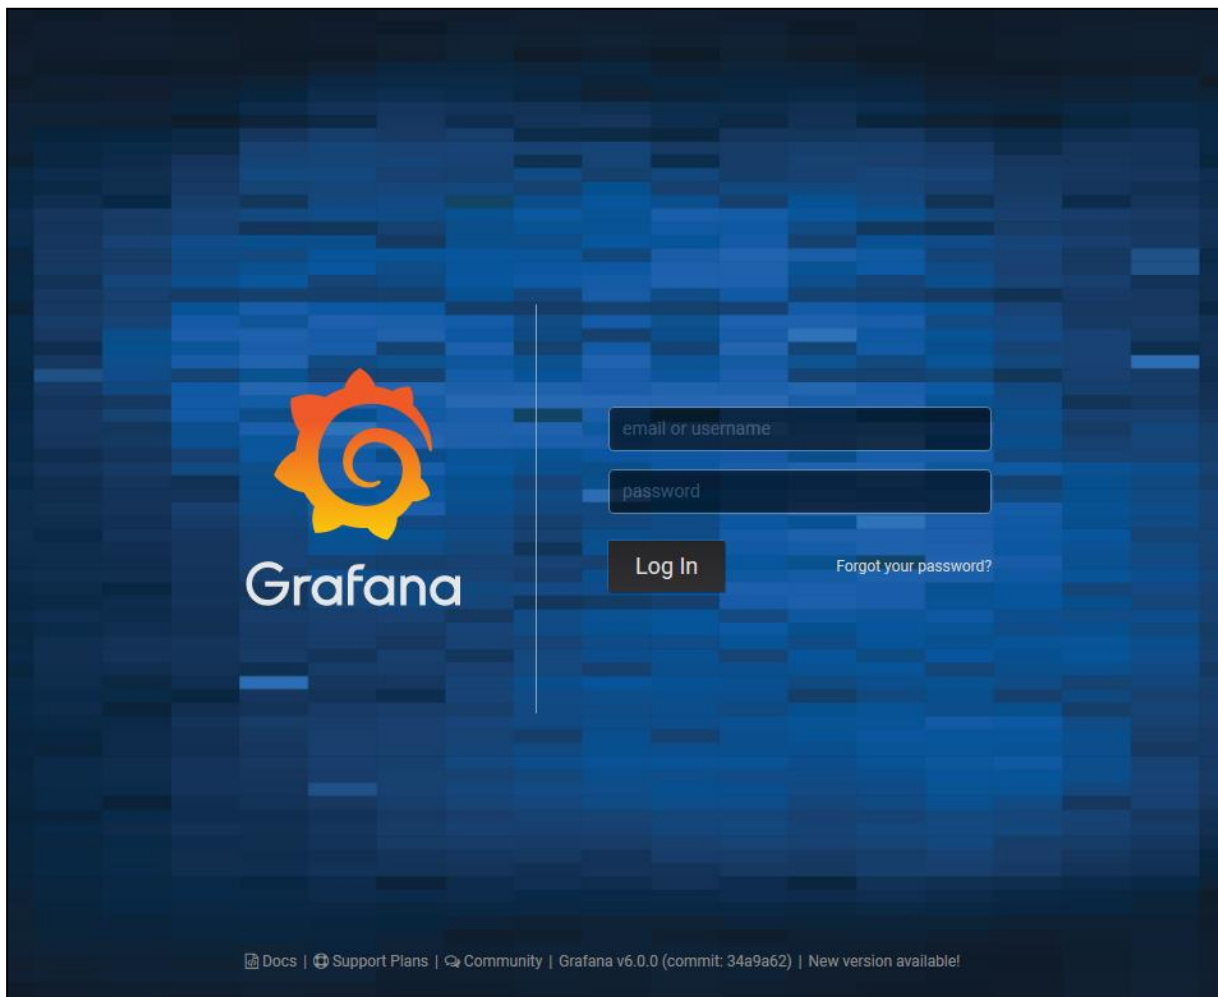 email or username
password
Grafana
Log In
Forgot your password?
Docs | Support Plans | Community | Grafana v6.0.0 (commit: 34a9a62) | New version available!